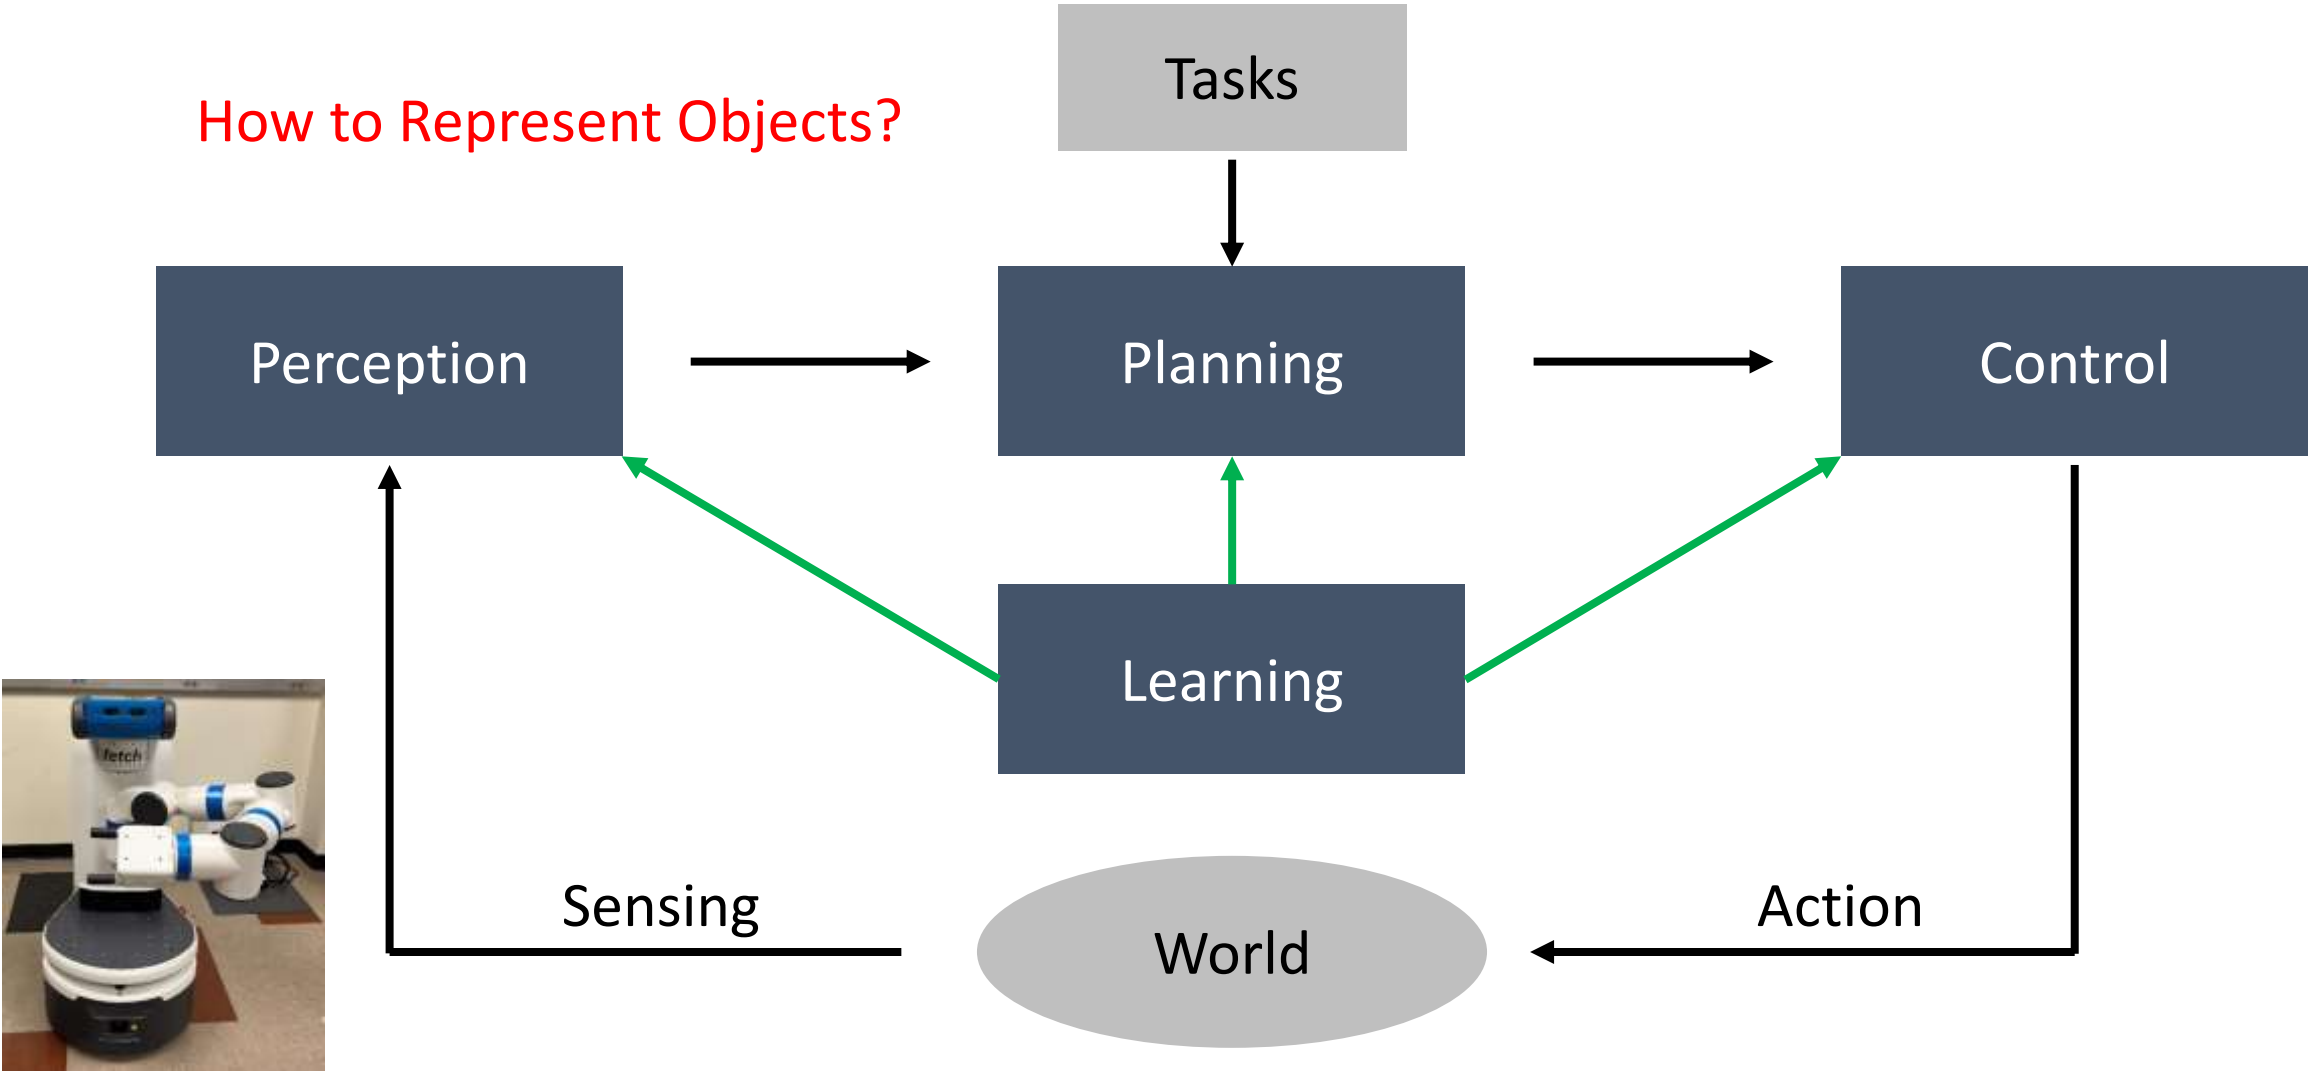 Tasks
How to Represent Objects?
Perception
Planning
Control
Learning
fetch
Sensing
World
Action